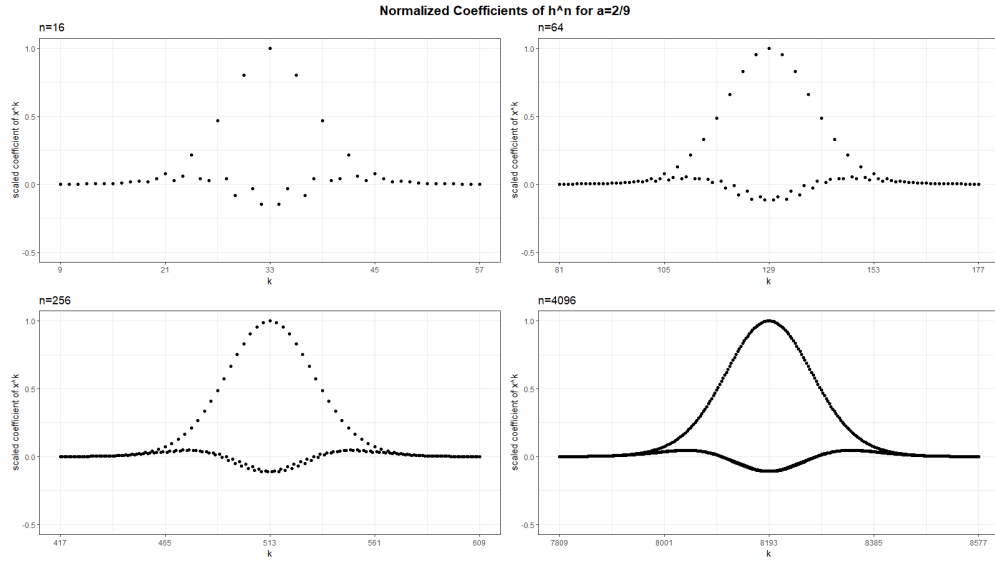 Normalized Coefficients of h^n for a=2/9
n=16
scaled coefficient of x^k
1.0
0.5
0.0
-0.5
9 21 33 45 57
k
n=64
scaled coefficient of x^k
1.0
0.5
0.0
-0.5
81 105 129 153 177
k
n=256
scaled coefficient of x^k
1.0
0.5
0.0
-0.5
417 465 513 561 609
k
n=4096
scaled coefficient of x^k
1.0
0.5
0.0
-0.5
7809 8001 8193 8385 8577
k